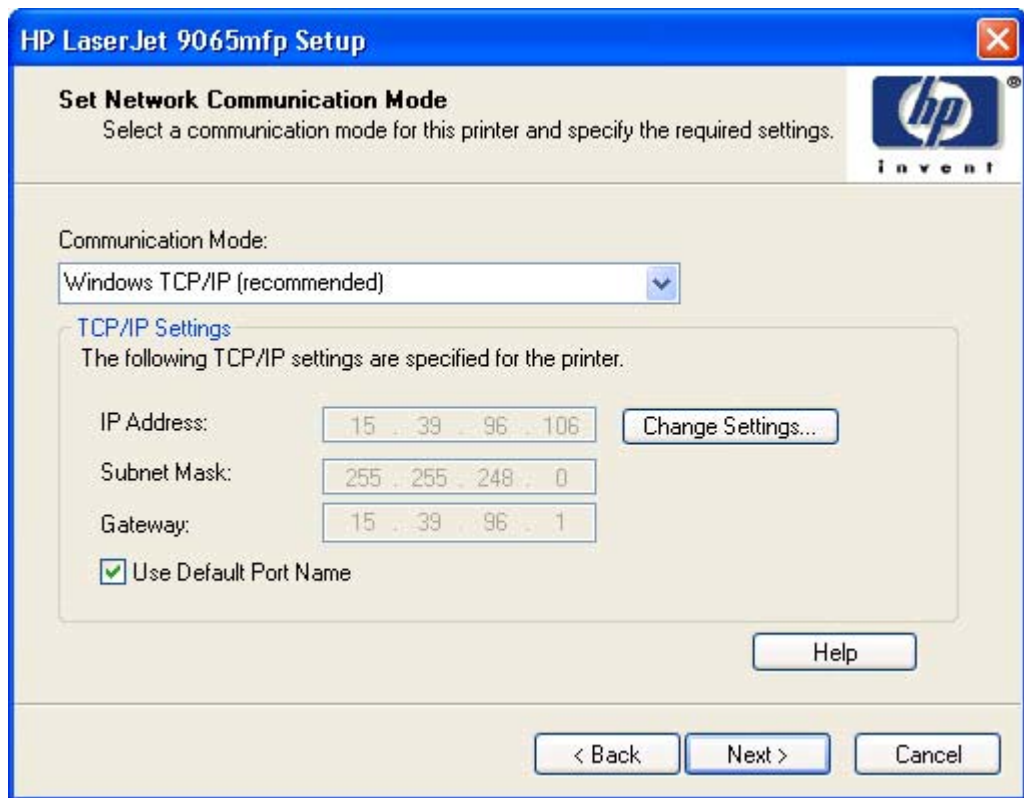 HP LaserJet 9065mfp Setup
Set Network Communication Mode
Select a communication mode for this printer and specify the required settings.
hp
®
invent
Communication Mode:
Windows TCP/IP (recommended)
TCP/IP Settings
The following TCP/IP settings are specified for the printer.
IP Address: 15 . 39 . 96 . 106 Change Settings...
Subnet Mask: 255 . 255 . 248 . 0
Gateway: 15 . 39 . 96 . 1
Use Default Port Name
Help
< Back Next > Cancel